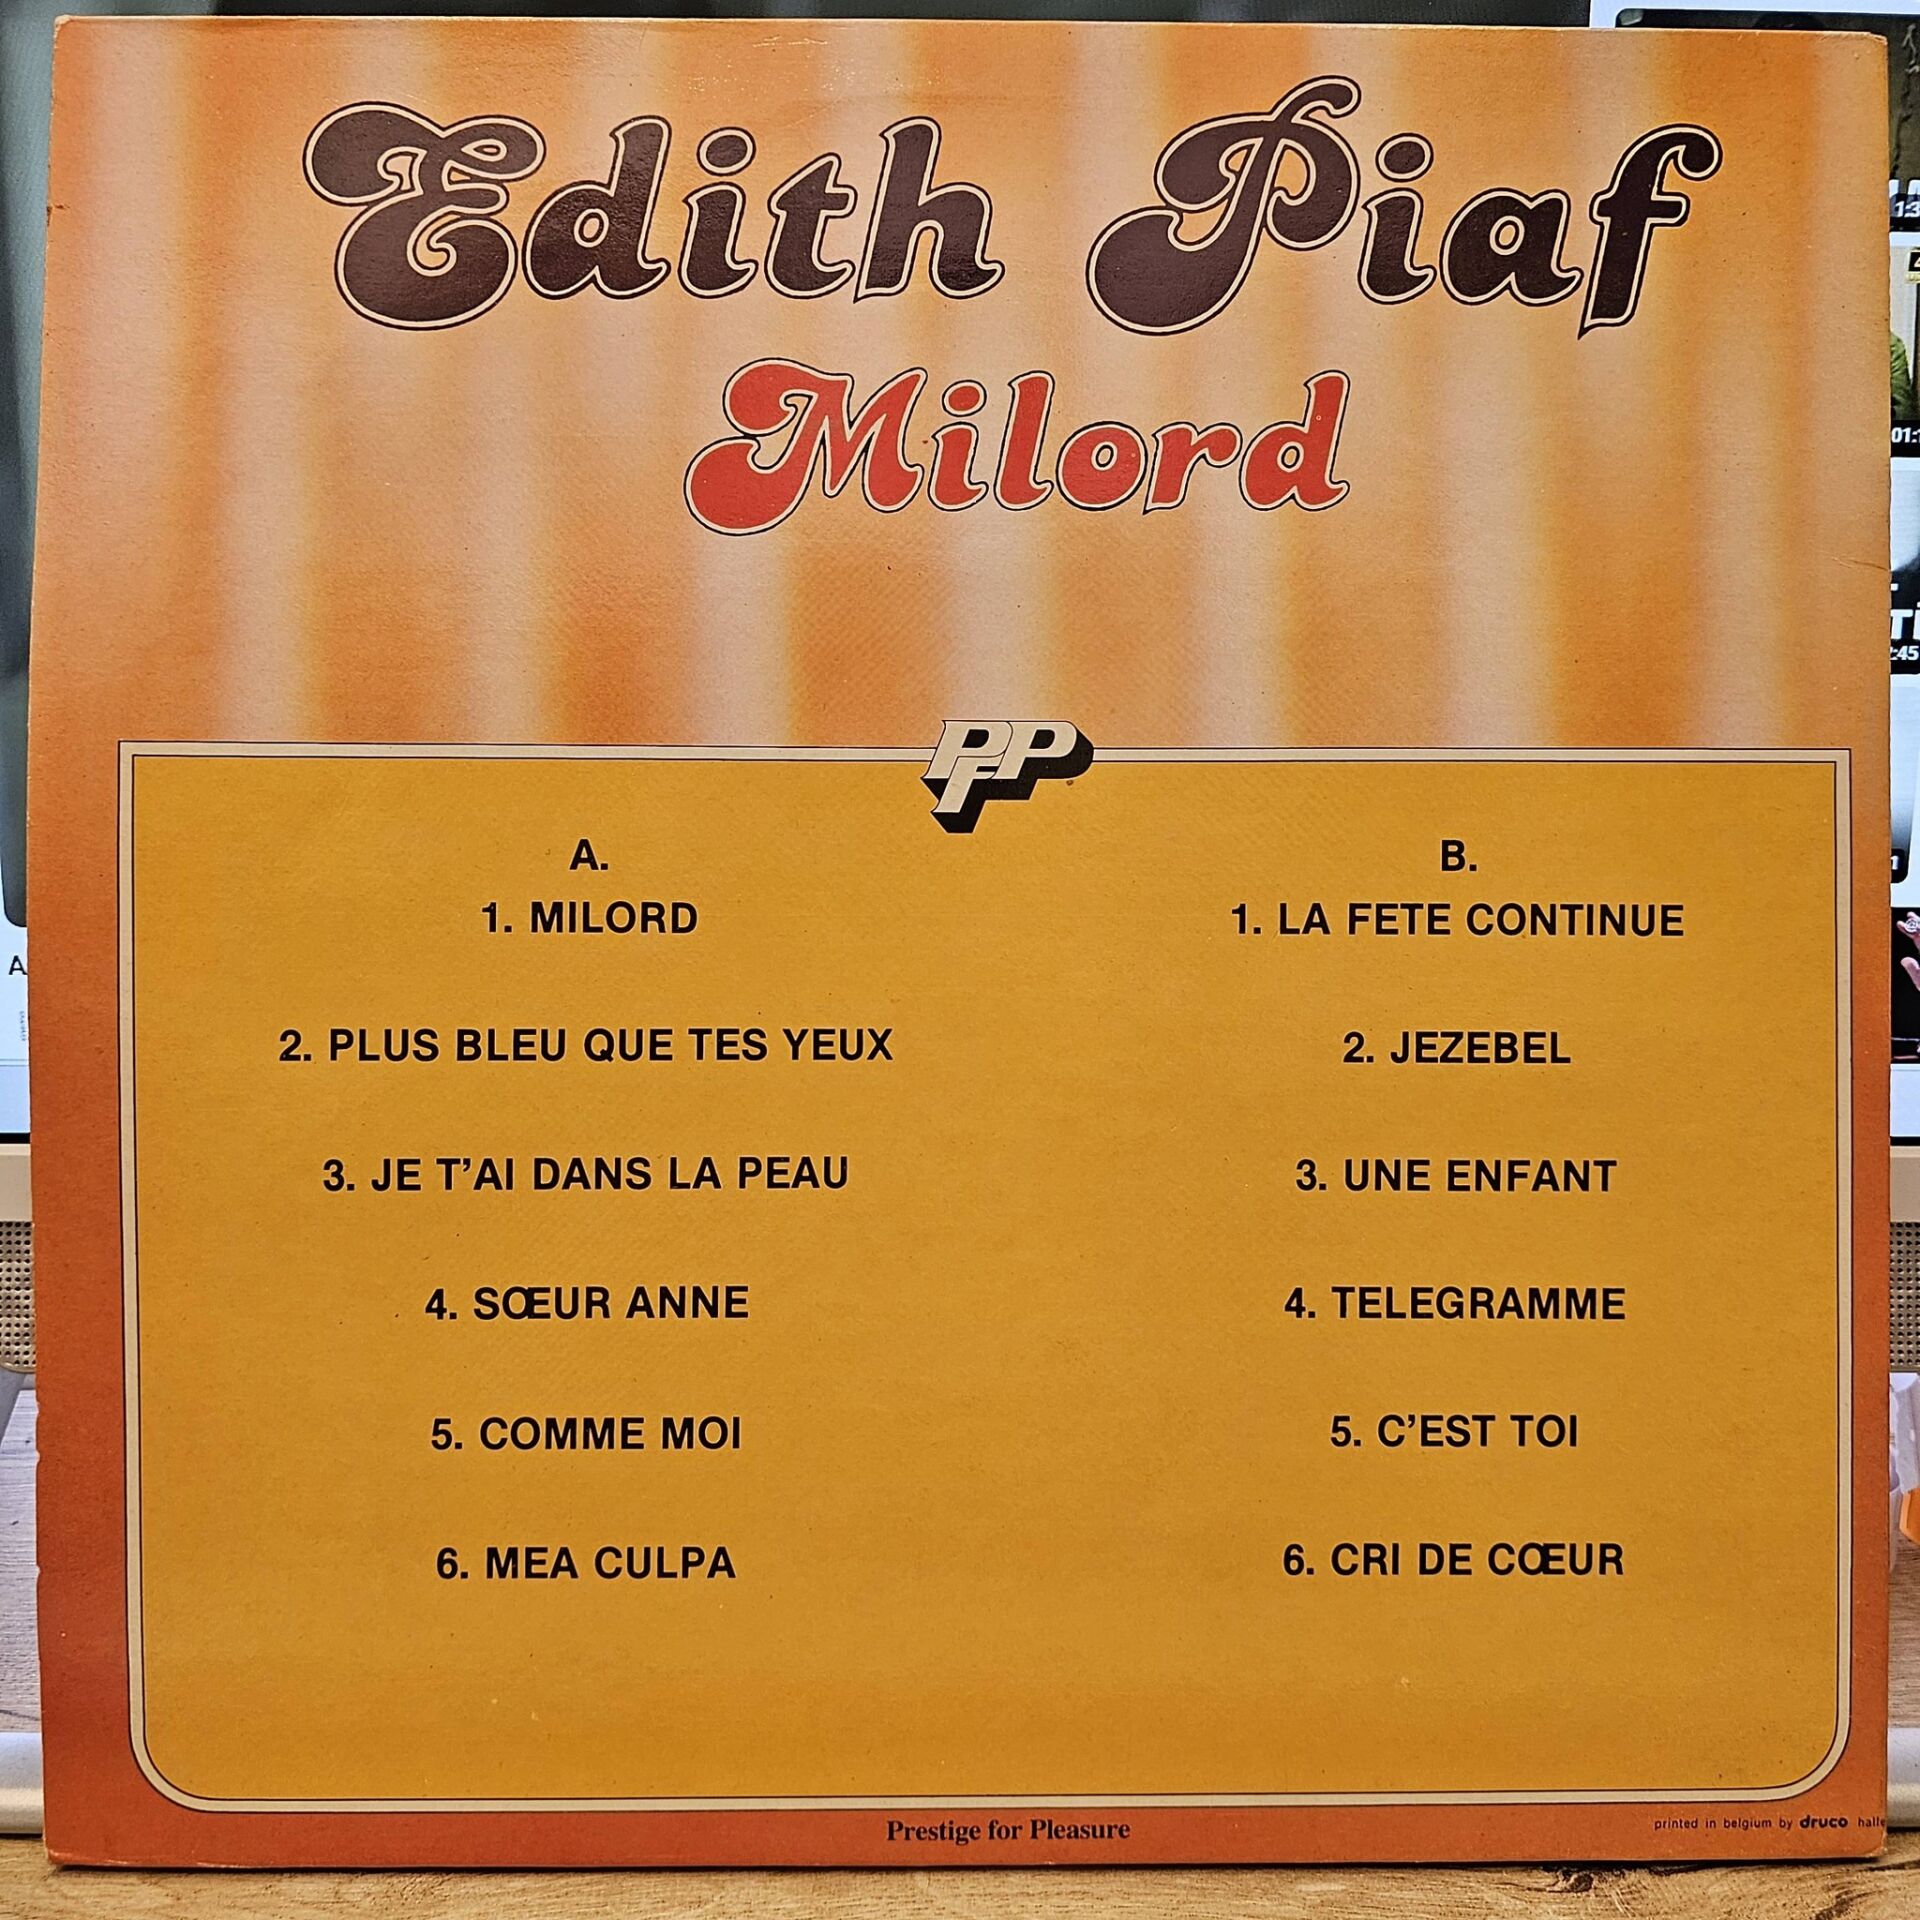 Edith Piaf
Milord
PFP
A.
1. MILORD
2. PLUS BLEU QUE TES YEUX
3. JE T'AI DANS LA PEAU
4. SŒUR ANNE
5. COMME MOI
6. MEA CULPA
B.
1. LA FETE CONTINUE
2. JEZEBEL
3. UNE ENFANT
4. TELEGRAMME
5. C'EST TOI
6. CRI DE CŒUR
Prestige for Pleasure
printed in belgium by druco halle